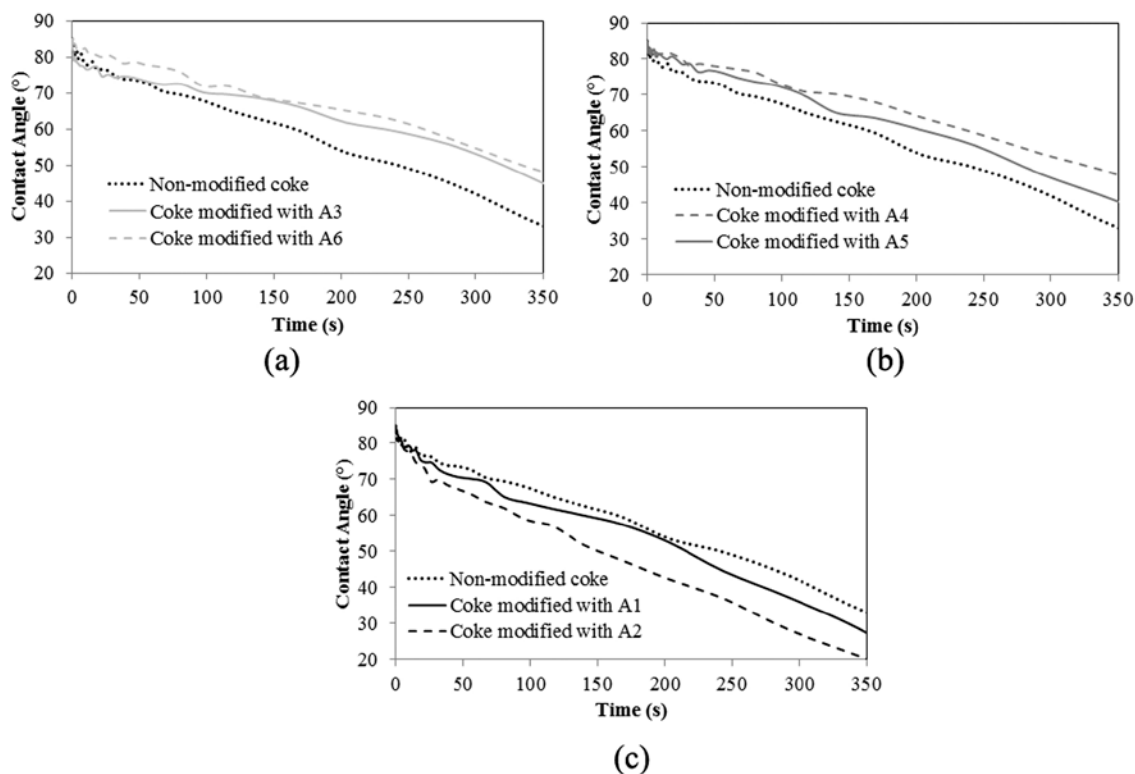 90
80
70
60
50
40
30
20
Contact Angle (°)
Non-modified coke
Coke modified with A3
Coke modified with A6
0 50 100 150 200 250 300 350
Time (s)
(a)
90
80
70
60
50
40
30
20
Contact Angle (°)
Non-modified coke
Coke modified with A4
Coke modified with A5
0 50 100 150 200 250 300 350
Time (s)
(b)
90
80
70
60
50
40
30
20
Contact Angle (°)
Non-modified coke
Coke modified with A1
Coke modified with A2
0 50 100 150 200 250 300 350
Time (s)
(c)